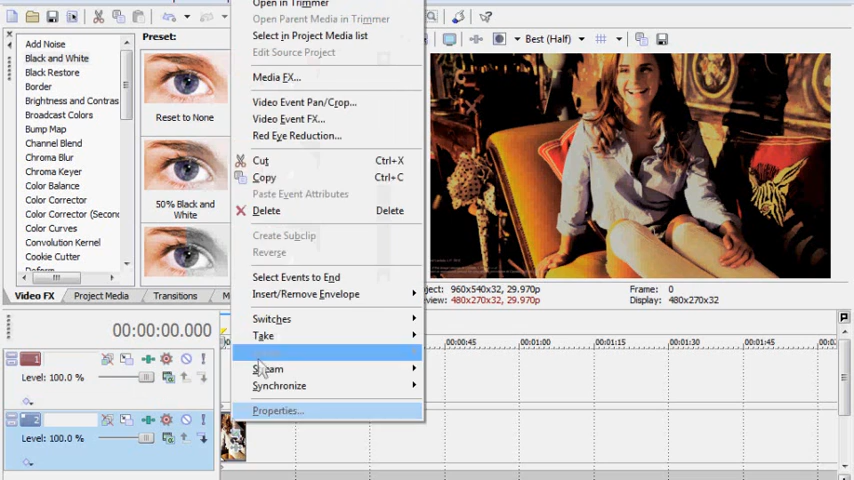 Open in Trimmer
Open Parent Media in Trimmer
Select in Project Media list
Edit Source Project
Media FX...
Video Event Pan/Crop...
Video Event FX...
Red Eye Reduction...
Cut Ctrl+X
Copy Ctrl+C
Paste Event Attributes
Delete Delete
Create Subclip
Reverse
Select Events to End
Insert/Remove Envelope
Switches
Take
Stream
Synchronize
Properties...
Add Noise
Black and White
Black Restore
Border
Brightness and Contras
Broadcast Colors
Bump Map
Channel Blend
Chroma Blur
Chroma Keyer
Color Balance
Color Corrector
Color Corrector (Second
Color Curves
Convolution Kernel
Cookie Cutter
Deform
Preset:
Reset to None
50% Black and
White
Video FX Project Media Transitions M
Best (Half)
oject: 960x540x32, 29.970p
view: 480x270x32, 29.970p
Frame: 0
Display: 480x270x32
00:00:00.000
00:00:45 00:01:00 00:01:15 00:01:30 00:01:45 00:0
1
Level: 100.0 %
2
Level: 100.0 %